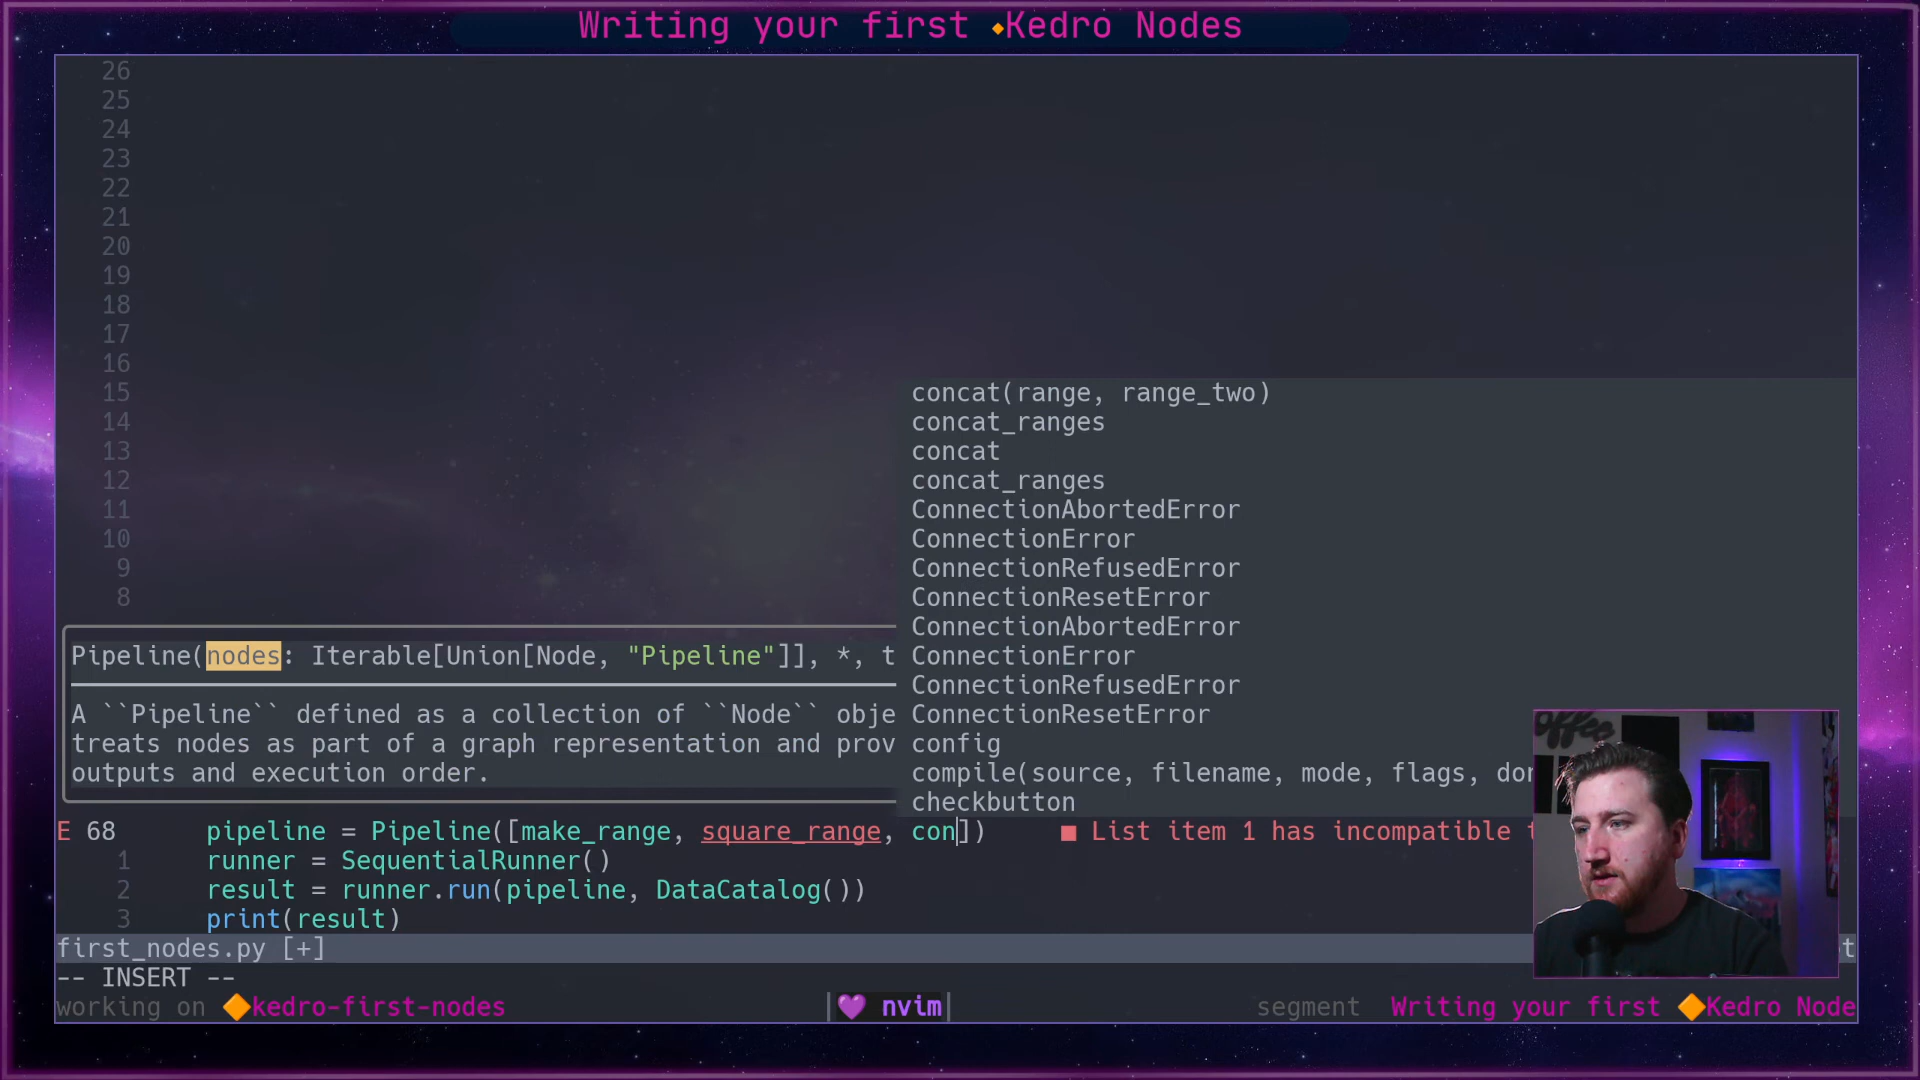 Writing your first 🔸Kedro Nodes
26
25
24
23
22
21
20
19
18
17
16
15
14
13
12
11
10
9
8
concat(range, range_two)
concat_ranges
concat
concat_ranges
ConnectionAbortedError
ConnectionError
ConnectionRefusedError
ConnectionResetError
ConnectionAbortedError
ConnectionError
ConnectionRefusedError
ConnectionResetError
config
compile(source, filename, mode, flags,
checkbutton
Pipeline(nodes: Iterable[Union[Node, "Pipeline"]], *, t
A ``Pipeline`` defined as a collection of ``Node`` obje
treats nodes as part of a graph representation and prov
outputs and execution order.
E 68 pipeline = Pipeline([make_range, square_range, con]) ■ List item 1 has incompatible
1 runner = SequentialRunner()
2 result = runner.run(pipeline, DataCatalog())
3 print(result)
first_nodes.py [+]
-- INSERT --
working on 🔶kedro-first-nodes | 💜 nvim | segment Writing your first 🔶Kedro Node